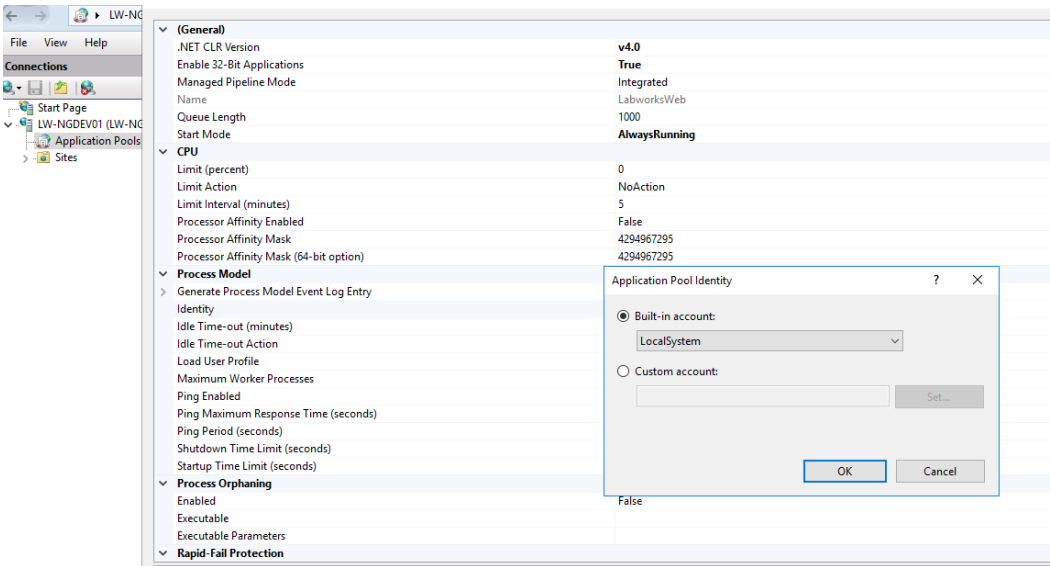 LW-NG
File View Help
Connections
Start Page
LW-NGDEV01 (LW-NG
Application Pools
Sites
(General)
.NET CLR Version v4.0
Enable 32-Bit Applications True
Managed Pipeline Mode Integrated
Name LabworksWeb
Queue Length 1000
Start Mode AlwaysRunning
CPU
Limit (percent) 0
Limit Action NoAction
Limit Interval (minutes) 5
Processor Affinity Enabled False
Processor Affinity Mask 4294967295
Processor Affinity Mask (64-bit option) 4294967295
Process Model
Generate Process Model Event Log Entry
Identity
Idle Time-out (minutes)
Idle Time-out Action
Load User Profile
Maximum Worker Processes
Ping Enabled
Ping Maximum Response Time (seconds)
Ping Period (seconds)
Shutdown Time Limit (seconds)
Startup Time Limit (seconds)
Process Orphaning
Enabled False
Executable
Executable Parameters
Rapid-Fail Protection
Application Pool Identity ?
Built-in account:
LocalSystem
Custom account:
Set...
OK Cancel